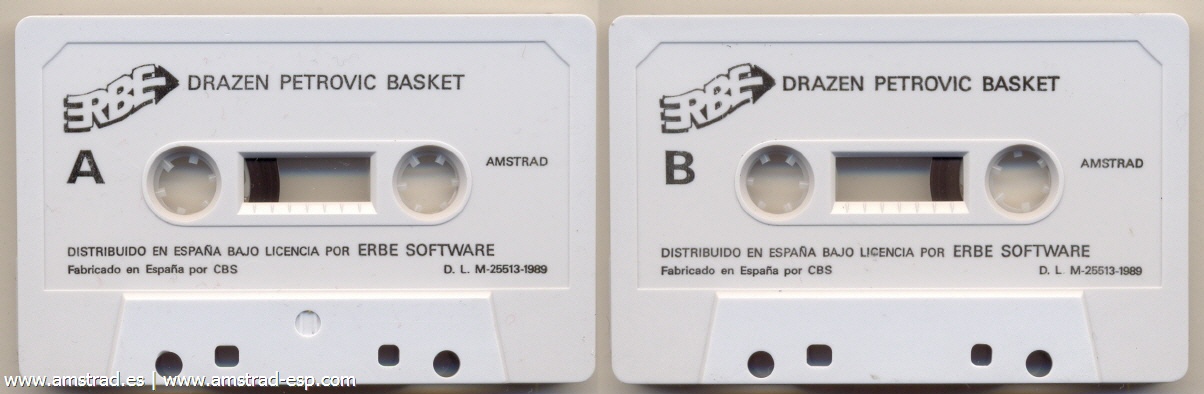 ERBE DRAZEN PETROVIC BASKET
A
AMSTRAD
DISTRIBUIDO EN ESPAÑA BAJO LICENCIA POR ERBE SOFTWARE
Fabricado en España por CBS D. L. M-25513-1989
ERBE DRAZEN PETROVIC BASKET
B
AMSTRAD
DISTRIBUIDO EN ESPAÑA BAJO LICENCIA POR ERBE SOFTWARE
Fabricado en España por CBS D. L. M-25513-1989
www.amstrad.es | www.amstrad-esp.com